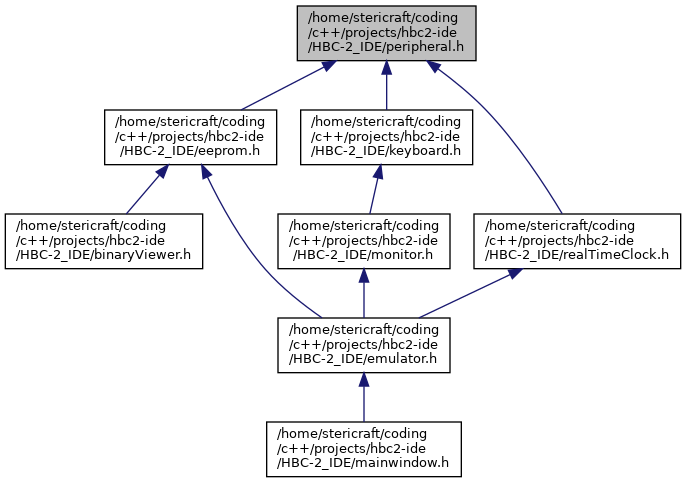 /home/stericraft/coding
/c++/projects/hbc2-ide
/HBC-2_IDE/peripheral.h
/home/stericraft/coding
/c++/projects/hbc2-ide
/HBC-2_IDE/eeprom.h
/home/stericraft/coding
/c++/projects/hbc2-ide
/HBC-2_IDE/keyboard.h
/home/stericraft/coding
/c++/projects/hbc2-ide
/HBC-2_IDE/binaryViewer.h
/home/stericraft/coding
/c++/projects/hbc2-ide
/HBC-2_IDE/monitor.h
/home/stericraft/coding
/c++/projects/hbc2-ide
/HBC-2_IDE/realTimeClock.h
/home/stericraft/coding
/c++/projects/hbc2-ide
/HBC-2_IDE/emulator.h
/home/stericraft/coding
/c++/projects/hbc2-ide
/HBC-2_IDE/mainwindow.h